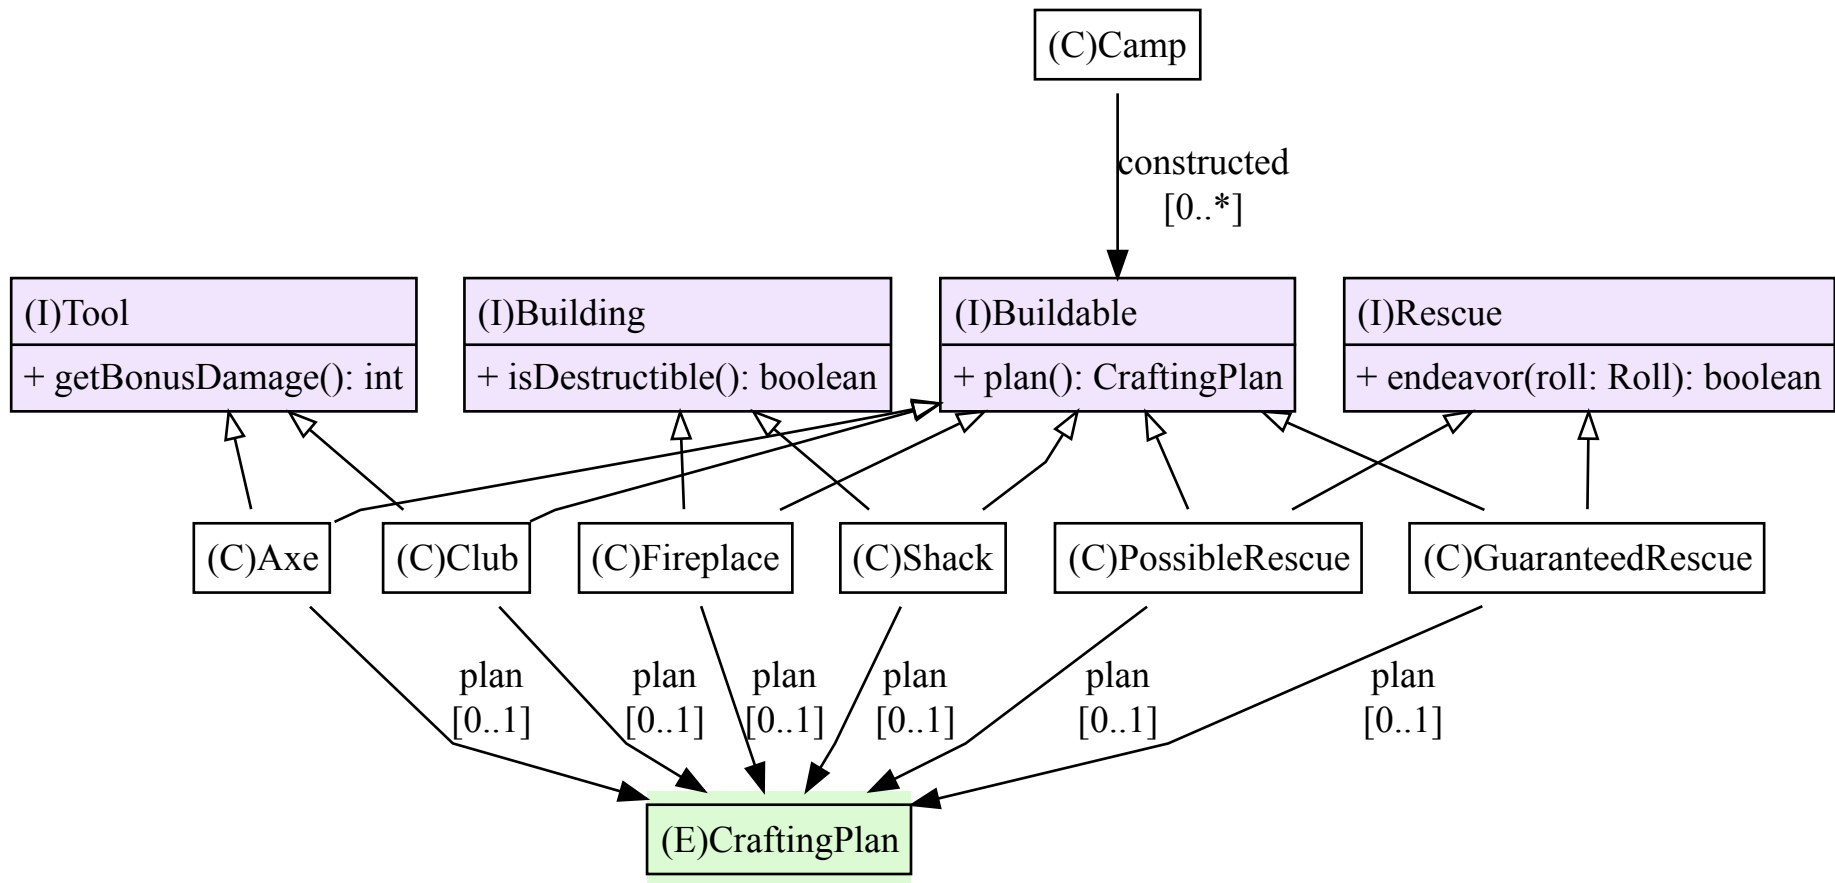 (C)Camp
constructed
[0..*]
(I)Tool
+ getBonusDamage(): int
(I)Building
+ isDestructible(): boolean
(I)Buildable
+ plan(): CraftingPlan
(I)Rescue
+ endeavor(roll: Roll): boolean
(C)Axe
(C)Club
(C)Fireplace
(C)Shack
(C)PossibleRescue
(C)GuaranteedRescue
plan
[0..1]
plan
[0..1]
plan
[0..1]
plan
[0..1]
plan
[0..1]
plan
[0..1]
(E)CraftingPlan